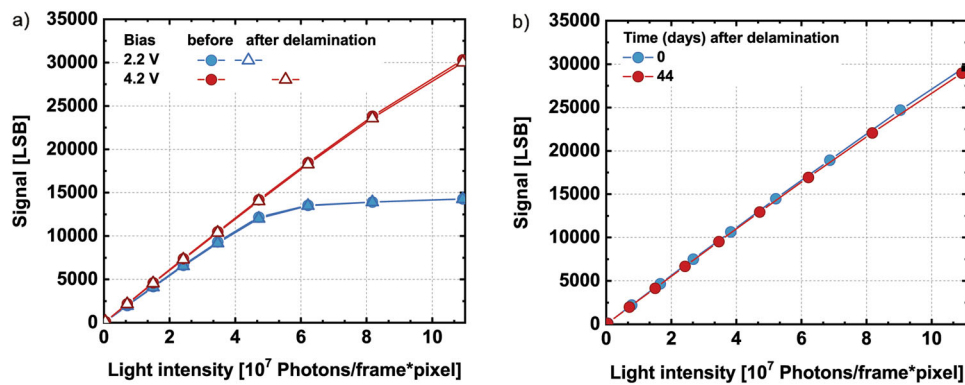 a)
Bias before after delamination
2.2 V
4.2 V
Signal [LSB]
35000
30000
25000
20000
15000
10000
5000
0
0 2 4 6 8 10
Light intensity [10⁷ Photons/frame*pixel]
b)
Time (days) after delamination
0
44
Signal [LSB]
35000
30000
25000
20000
15000
10000
5000
0
0 2 4 6 8 10
Light intensity [10⁷ Photons/frame*pixel]